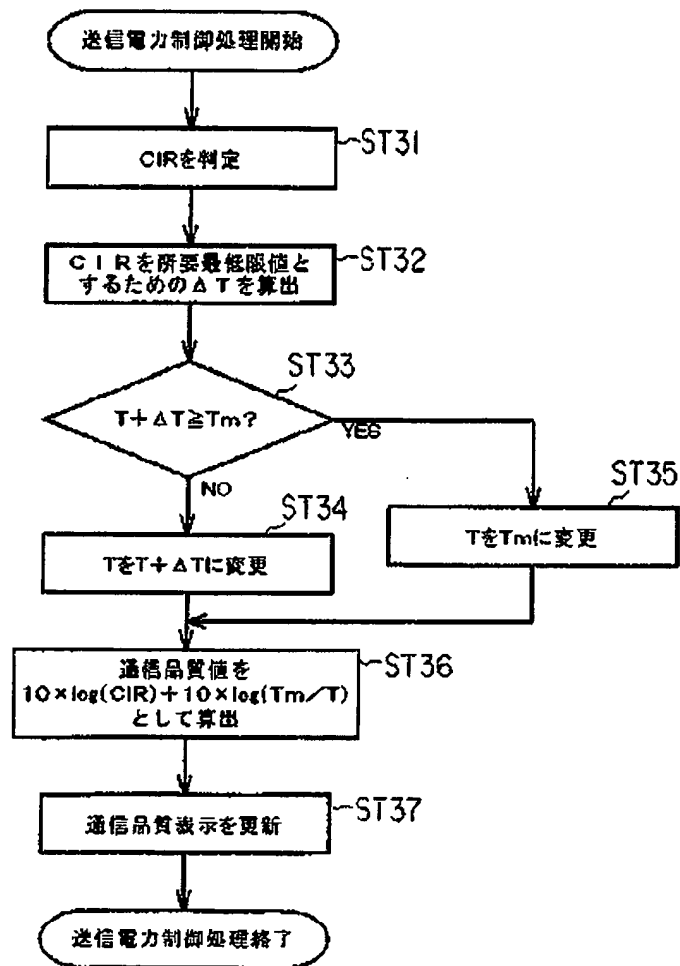 送信電力制御処理開始
CIRを判定
ST31
CIRを所要最低限値と
するためのΔTを算出
ST32
T+ΔT≧Tm?
ST33
YES
NO
TをT+ΔTに変更
ST34
TをTmに変更
ST35
通信品質値を
10×log(CIR)+10×log(Tm/T)
として算出
ST36
通信品質表示を更新
ST37
送信電力制御処理終了